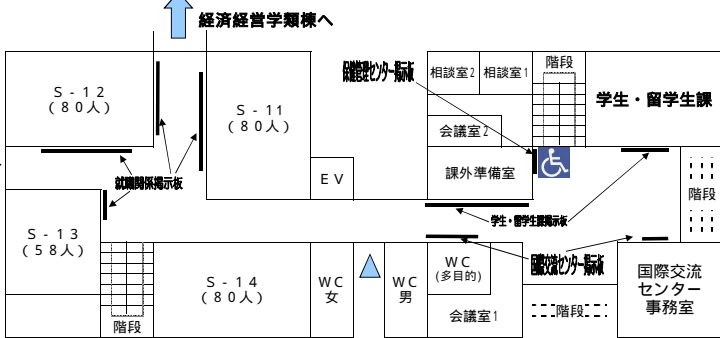 経済経営学類棟へ
S-12
(80人)
S-11
(80人)
保健管理センター掲示板
相談室2
相談室1
階段
学生・留学生課
会議室2
課外準備室
EV
就職関係掲示板
階段
S-13
(58人)
学生・留学生課掲示板
S-14
(80人)
WC
女
WC
男
WC
(多目的)
国際交流センター掲示板
国際交流
センター
事務室
階段
会議室1
階段